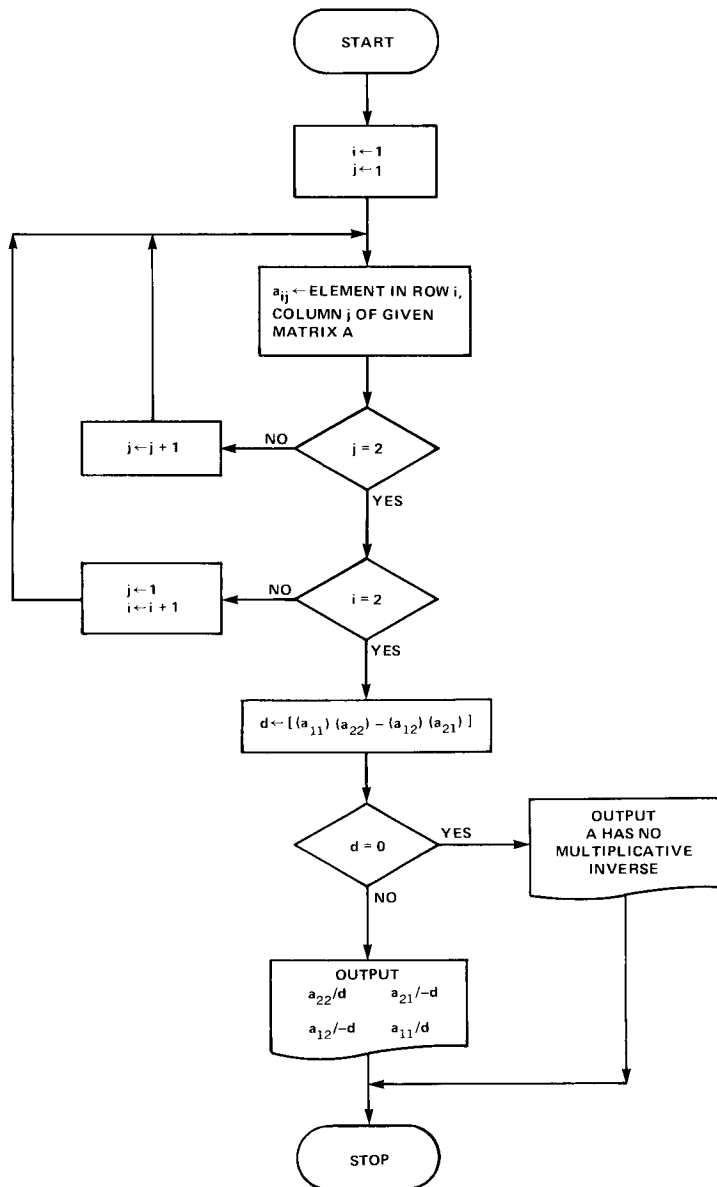 START
i ← 1
j ← 1
a_ij ← ELEMENT IN ROW i,
COLUMN j OF GIVEN
MATRIX A
j ← j + 1
NO
j = 2
YES
j ← 1
i ← i + 1
NO
i = 2
YES
d ← [ (a_11) (a_22) – (a_12) (a_21) ]
d = 0
YES
OUTPUT
A HAS NO
MULTIPLICATIVE
INVERSE
NO
OUTPUT
a_22/d a_21/–d
a_12/–d a_11/d
STOP